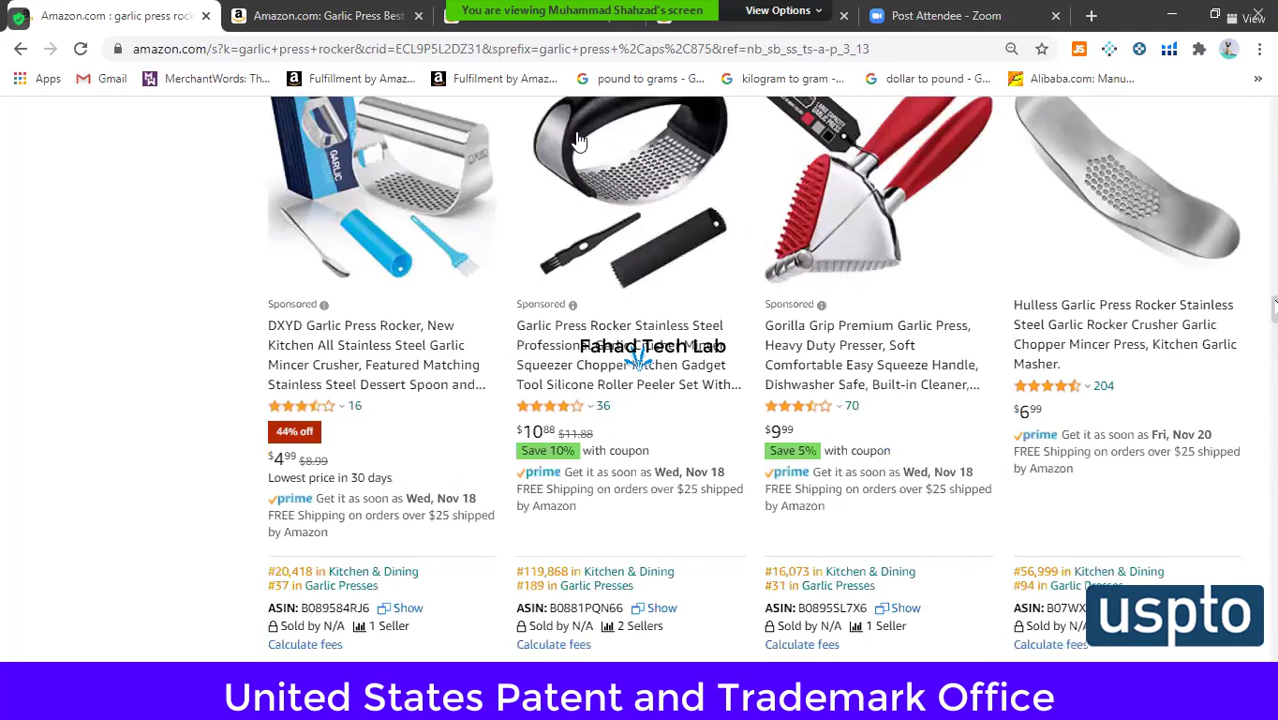 Amazon.com : garlic press rock
Amazon.com: Garlic Press Best
You are viewing Muhammad Shahzad's screen
View Options
Post Attendee - Zoom
View
amazon.com/s?k=garlic+press+rocker&crid=ECL9P5L2DZ31&sprefix=garlic+press+%2Caps%2C875&ref=nb_sb_ss_ts-a-p_3_13
Apps
Gmail
MerchantWords: Th...
Fulfillment by Amaz...
Fulfilment by Amaz...
pound to grams - G...
kilogram to gram -...
dollar to pound - G...
Alibaba.com: Manu...
GARLIC
DXYD
LARGE CAPACITY
GARLIC PRESS
Sponsored
DXYD Garlic Press Rocker, New
Kitchen All Stainless Steel Garlic
Mincer Crusher, Featured Matching
Stainless Steel Dessert Spoon and...
16
44% off
$4.99 $8.99
Lowest price in 30 days
prime Get it as soon as Wed, Nov 18
FREE Shipping on orders over $25 shipped
by Amazon
#20,418 in Kitchen & Dining
#37 in Garlic Presses
ASIN: B089584RJ6 Show
Sold by N/A 1 Seller
Calculate fees
Sponsored
Garlic Press Rocker Stainless Steel
Professional Garlic Crusher Mincer
Squeezer Chopper Kitchen Gadget
Tool Silicone Roller Peeler Set With...
36
$10.88 $11.88
Save 10% with coupon
prime Get it as soon as Wed, Nov 18
FREE Shipping on orders over $25 shipped
by Amazon
#119,868 in Kitchen & Dining
#189 in Garlic Presses
ASIN: B0881PQN66 Show
Sold by N/A 2 Sellers
Calculate fees
Fahad Tech Lab
Sponsored
Gorilla Grip Premium Garlic Press,
Heavy Duty Presser, Soft
Comfortable Easy Squeeze Handle,
Dishwasher Safe, Built-in Cleaner,...
70
$9.99
Save 5% with coupon
prime Get it as soon as Wed, Nov 18
FREE Shipping on orders over $25 shipped
by Amazon
#16,073 in Kitchen & Dining
#31 in Garlic Presses
ASIN: B0895SL7X6 Show
Sold by N/A 1 Seller
Calculate fees
Hulless Garlic Press Rocker Stainless
Steel Garlic Rocker Crusher Garlic
Chopper Mincer Press, Kitchen Garlic
Masher.
204
$6.99
prime Get it as soon as Fri, Nov 20
FREE Shipping on orders over $25 shipped
by Amazon
#56,999 in Kitchen & Dining
#94 in Garlic
ASIN: B07WX
Sold by N/A
Calculate fees
uspto
United States Patent and Trademark Office